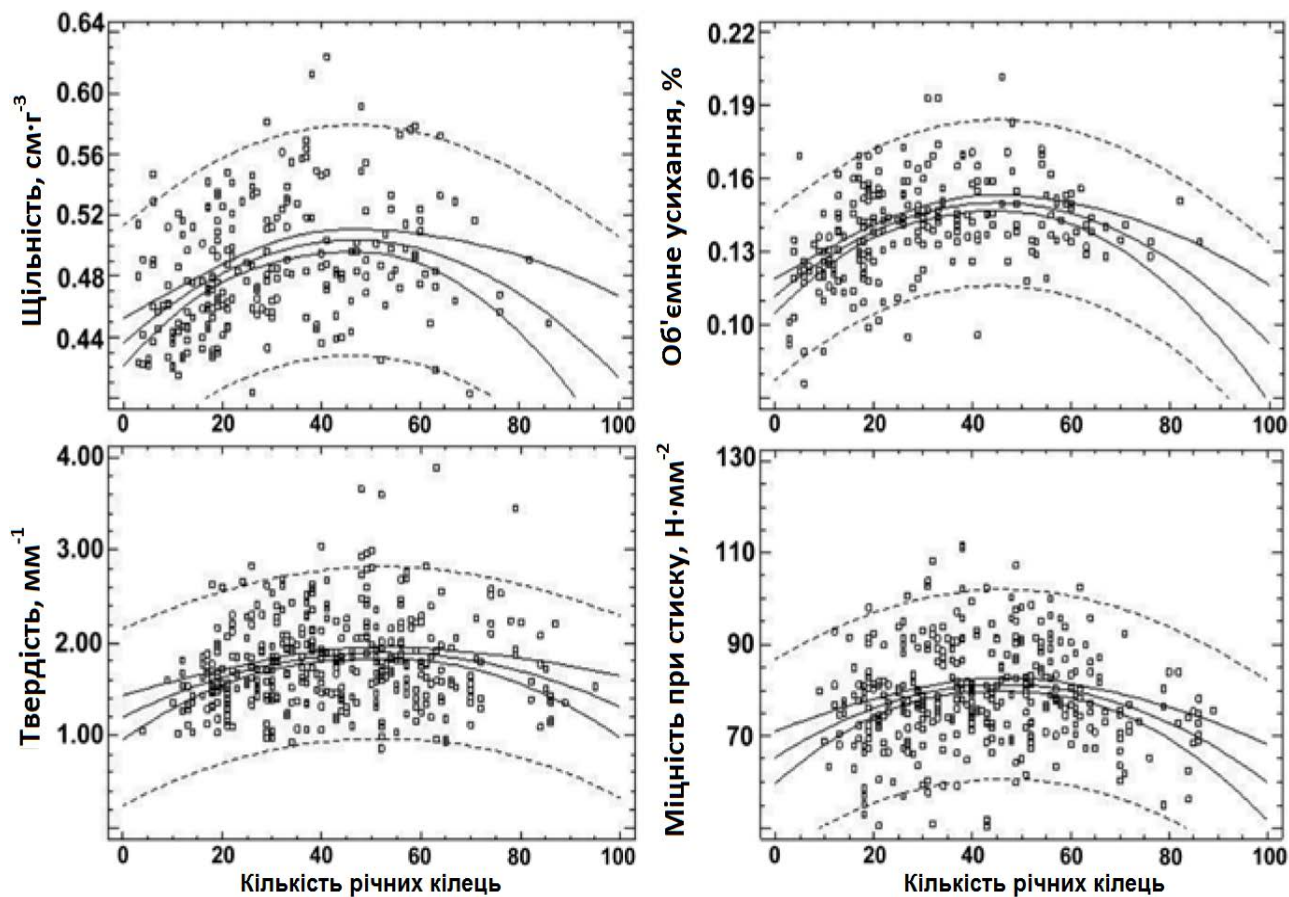 Щільність, см·г⁻³
0.64
0.60
0.56
0.52
0.48
0.44
0 20 40 60 80 100
Об'ємне усихання, %
0.22
0.19
0.16
0.13
0.10
0 20 40 60 80 100
Твердість, мм⁻¹
4.00
3.00
2.00
1.00
0 20 40 60 80 100
Кількість річних кілець
Міцність при стиску, Н·мм⁻²
130
110
90
70
0 20 40 60 80 100
Кількість річних кілець